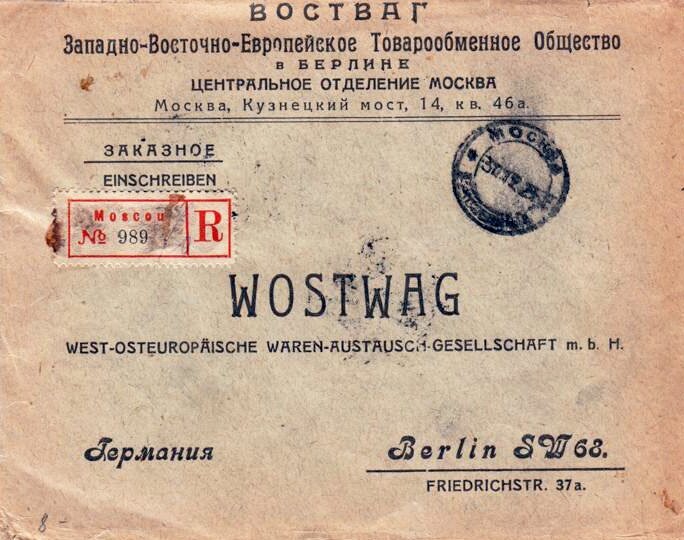 ВОСТВАГ
Западно-Восточно-Европейское Товарообменное Общество
в БЕРЛИНЕ
ЦЕНТРАЛЬНОЕ ОТДЕЛЕНИЕ МОСКВА
Москва, Кузнецкий мост, 14, кв. 46а.
ЗАКАЗНОЕ
EINSCHREIBEN
МОСКВА
Moscou
№ 989
R
WOSTWAG
WEST-OSTEUROPÄISCHE WAREN-AUSTAUSCH-GESELLSCHAFT m. b. H.
Германия
Berlin SW 68.
FRIEDRICHSTR. 37a.
8 -